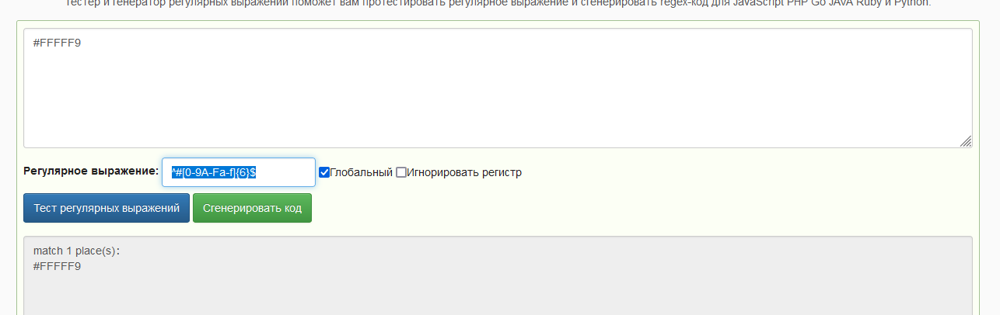 тестер и генератор регулярных выражений поможет вам протестировать регулярное выражение и сгенерировать regex-код для JavaScript PHP Go JAVA Ruby и Python.
#FFFFF9
Регулярное выражение: ^#[0-9A-Fa-f]{6}$ Глобальный Игнорировать регистр
Тест регулярных выражений Сгенерировать код
match 1 place(s):
#FFFFF9